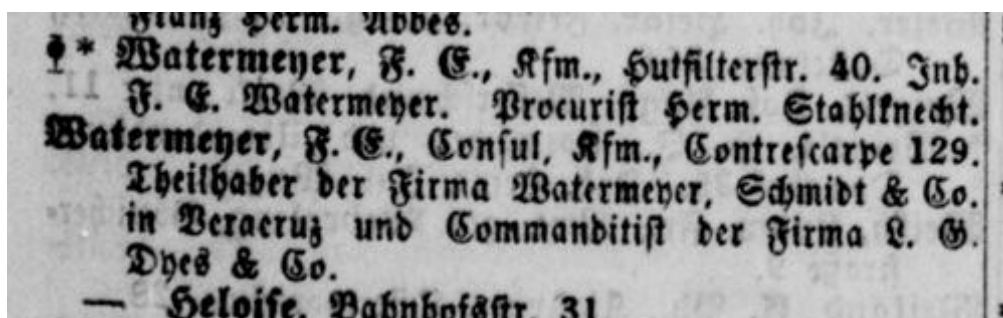 Franz Herm. Abbes.
* Watermeyer, F. E., Kfm., Hutfilterstr. 40. Inh.
F. E. Watermeyer. Procurist Herm. Stahlknecht.
Watermeyer, F. E., Consul, Kfm., Contrescarpe 129.
Theilhaber der Firma Watermeyer, Schmidt & Co.
in Veracruz und Commanditist der Firma L. G.
Dyes & Co.
— Heloise, Bahnhofsstr. 31